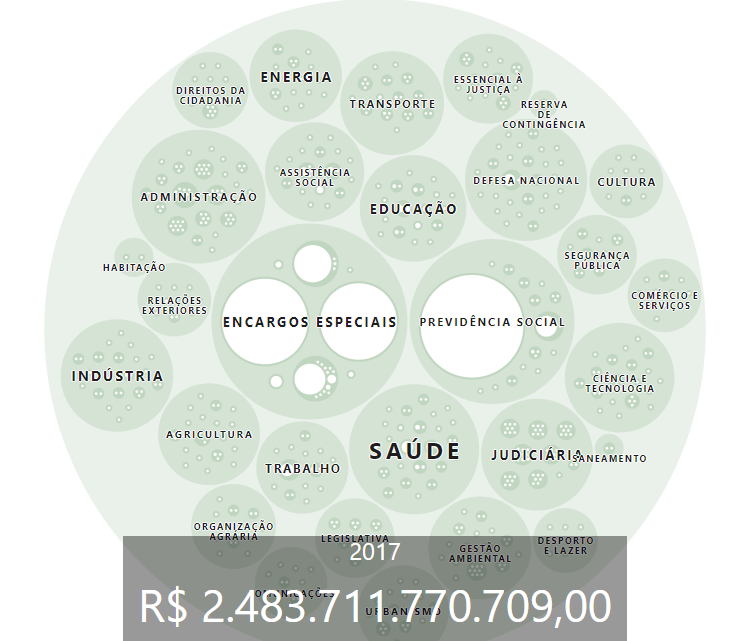 ENERGIA
ESSENCIAL À
JUSTIÇA
DIREITOS DA
CIDADANIA
TRANSPORTE
RESERVA
DE
CONTINGÊNCIA
ASSISTÊNCIA
SOCIAL
DEFESA NACIONAL
CULTURA
ADMINISTRAÇÃO
EDUCAÇÃO
SEGURANÇA
PÚBLICA
HABITAÇÃO
RELAÇÕES
EXTERIORES
COMÉRCIO E
SERVIÇOS
ENCARGOS ESPECIAIS
PREVIDÊNCIA SOCIAL
INDÚSTRIA
CIÊNCIA E
TECNOLOGIA
AGRICULTURA
SAÚDE
JUDICIÁRIA
SANEAMENTO
TRABALHO
ORGANIZAÇÃO
AGRÁRIA
LEGISLATIVA
GESTÃO
AMBIENTAL
DESPORTO
E LAZER
2017
COMUNICAÇÕES
URBANISMO
R$ 2.483.711.770.709,00